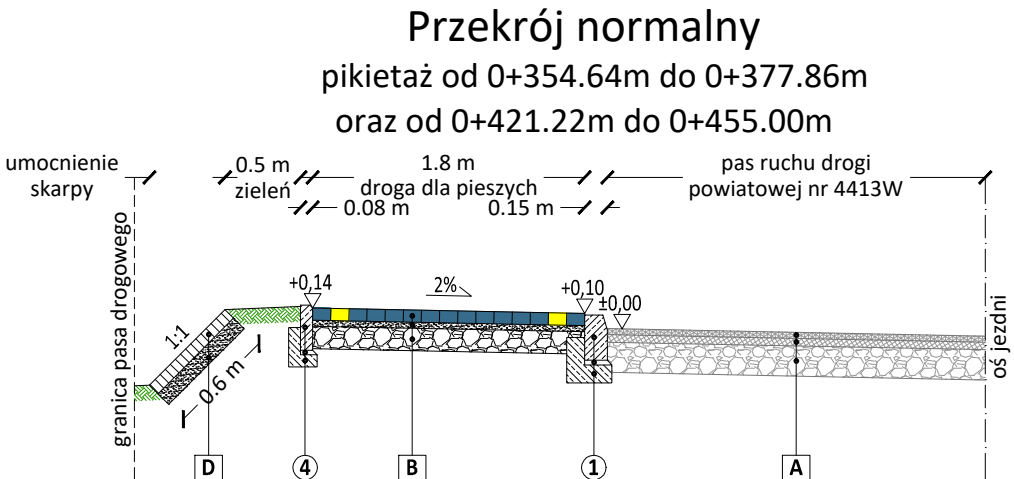 Przekrój normalny
pikietaż od 0+354.64m do 0+377.86m
oraz od 0+421.22m do 0+455.00m
umocnienie
skarpy
0.5 m
zieleń
1.8 m
droga dla pieszych
0.08 m
0.15 m
pas ruchu drogi
powiatowej nr 4413W
granica pasa drogowego
1:1
0.6 m
+0,14
2%
+0,10
±0,00
oś jezdni
D
4
B
1
A